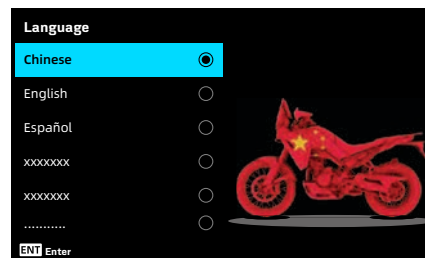 Language
Chinese
English
Español
xxxxxxx
xxxxxxx
...........
ENT Enter